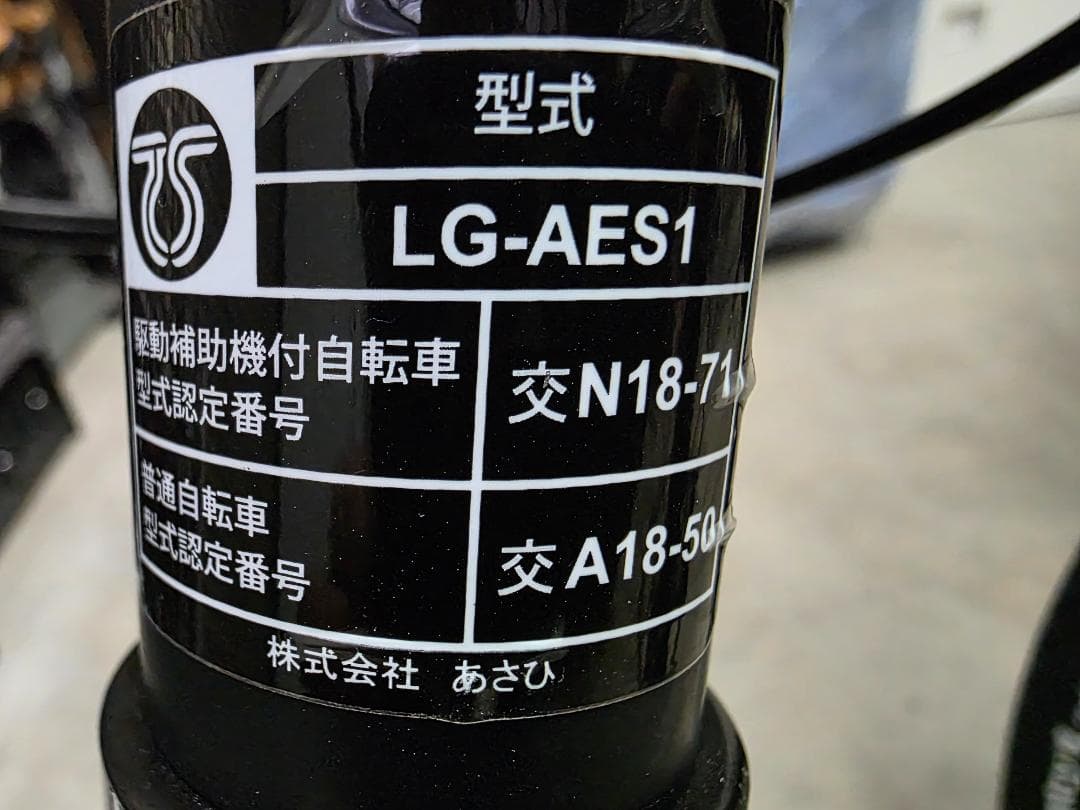 TS
型式
LG-AES1
駆動補助機付自転車
型式認定番号
交N18-71
普通自転車
型式認定番号
交A18-50
株式会社 あさひ